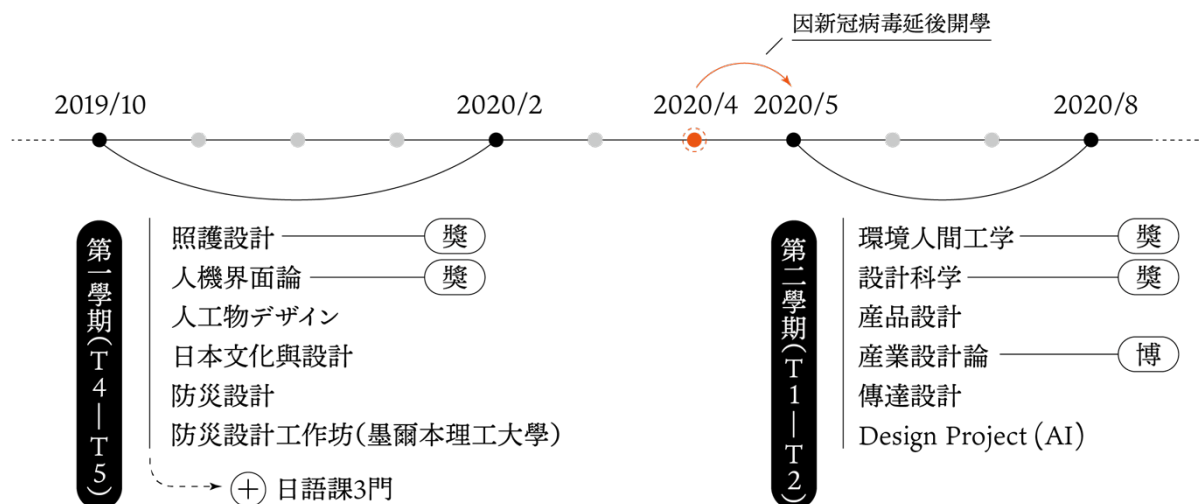 因新冠病毒延後開學
2019/10
2020/2
2020/4
2020/5
2020/8
第一學期(T4—T5)
照護設計
獎
人機界面論
獎
人工物デザイン
日本文化與設計
防災設計
防災設計工作坊(墨爾本理工大學)
+ 日語課3門
第二學期(T1—T2)
環境人間工学
獎
設計科学
獎
産品設計
産業設計論
博
傳達設計
Design Project (AI)